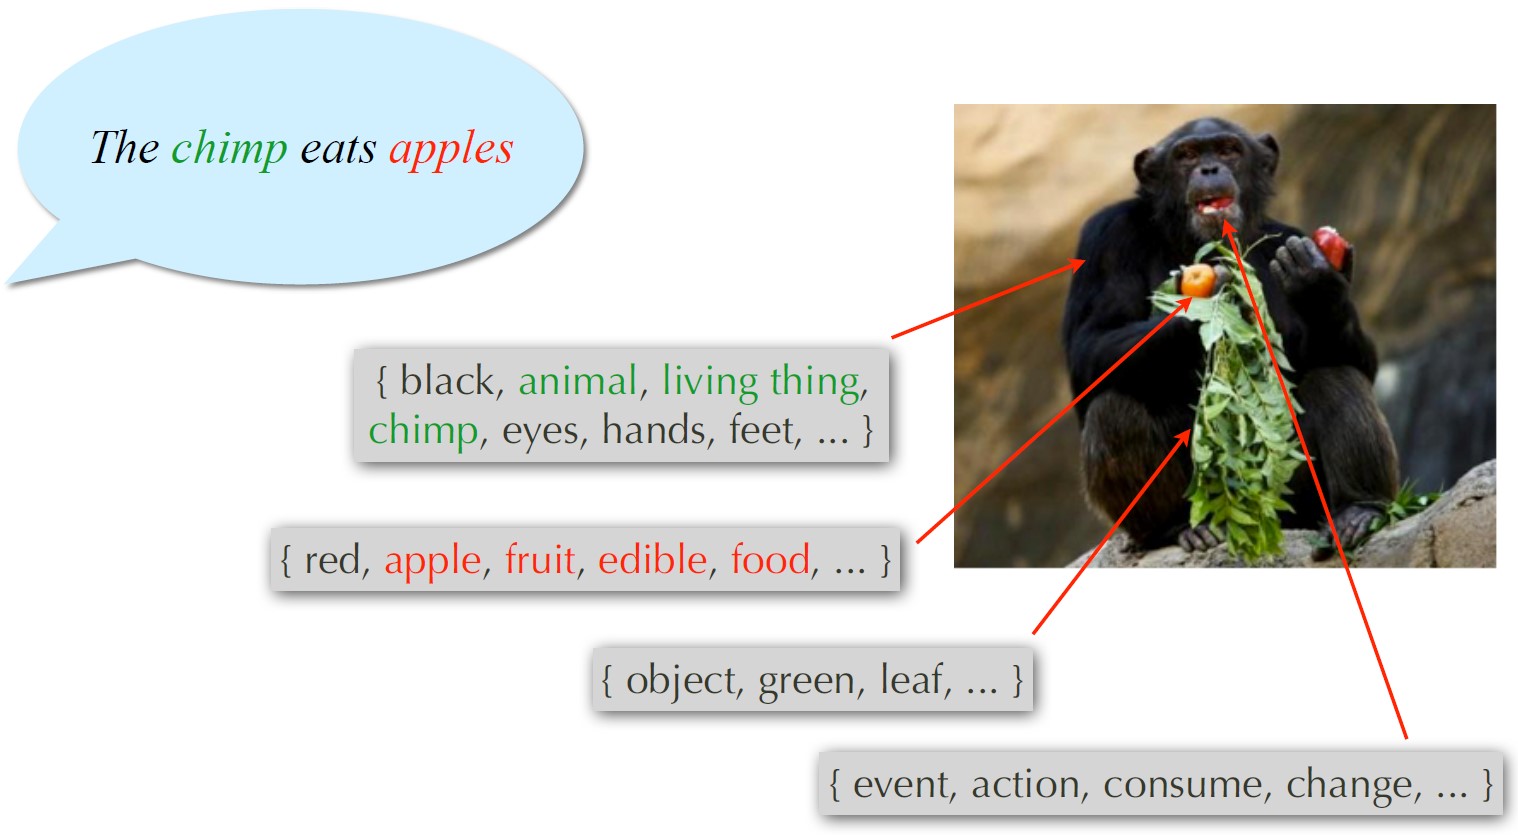 The chimp eats apples
{ black, animal, living thing,
chimp, eyes, hands, feet, ... }
{ red, apple, fruit, edible, food, ... }
{ object, green, leaf, ... }
{ event, action, consume, change, ... }